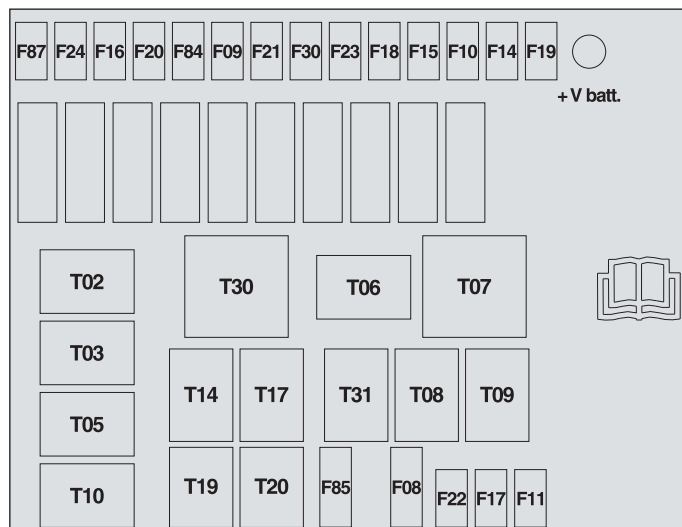 F87 F24 F16 F20 F84 F09 F21 F30 F23 F18 F15 F10 F14 F19
+V batt.
T02 T30 T06 T07
T03
T14 T17 T31 T08 T09
T05
T10 T19 T20 F85 F08 F22 F17 F11